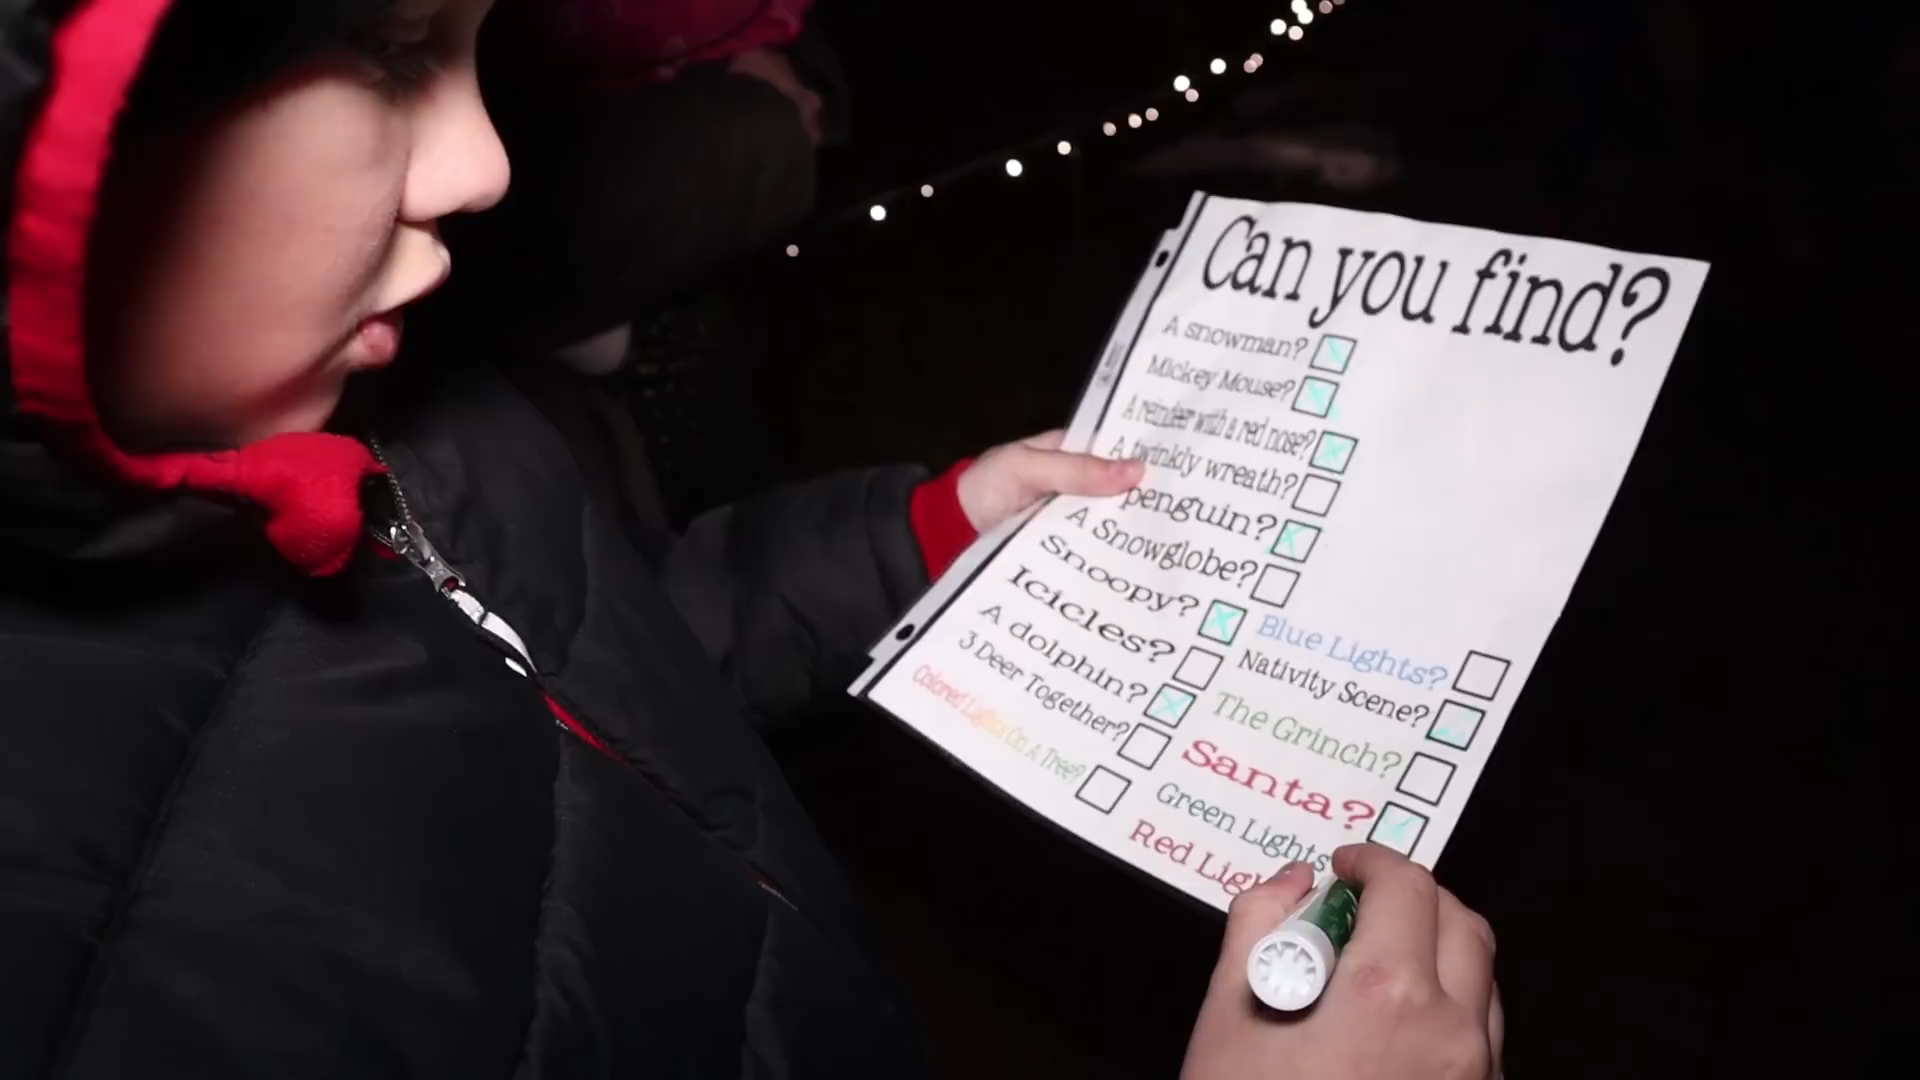 Can you find?
A snowman?
Mickey Mouse?
A reindeer with a red nose?
A twinkly wreath?
penguin?
A Snowglobe?
Snoopy?
Icicles?
A dolphin?
3 Deer Together?
Colored Lights On A Tree?
Blue Lights?
Nativity Scene?
The Grinch?
Santa?
Green Lights
Red Ligh